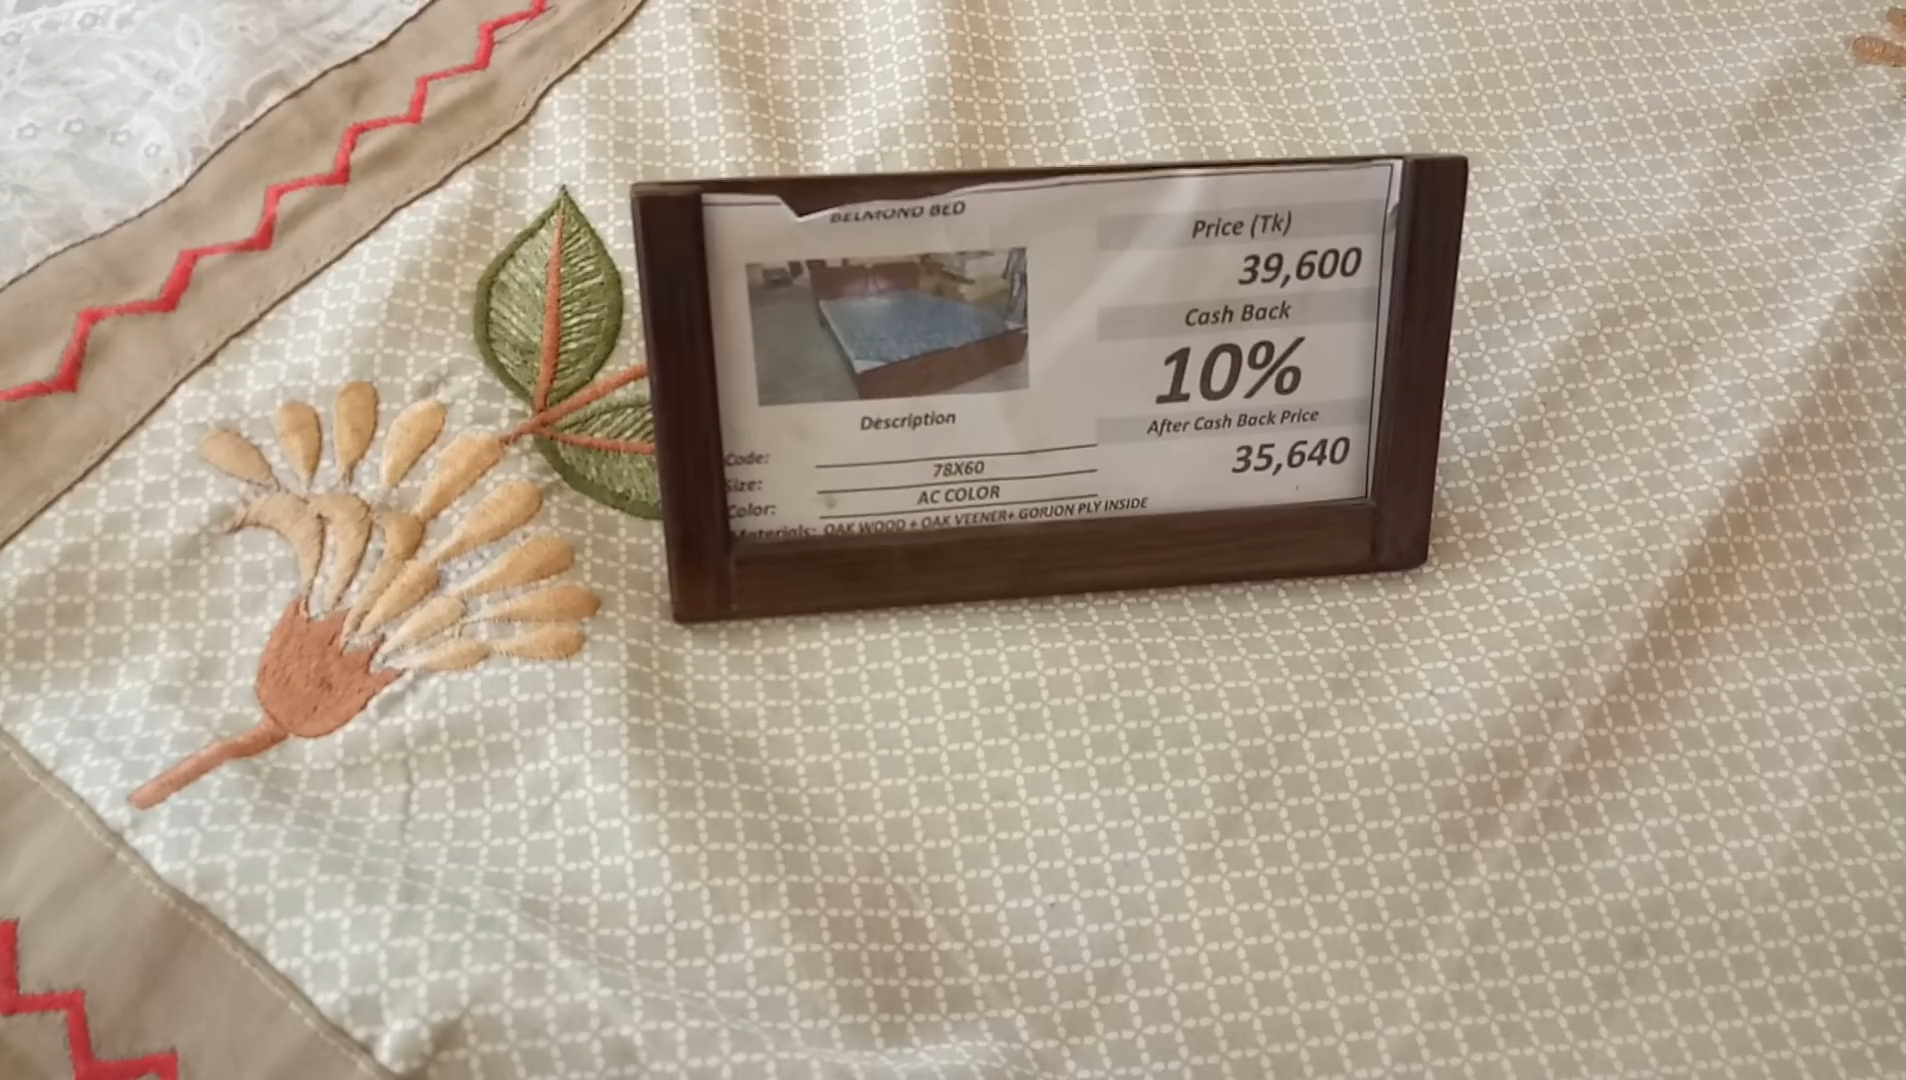 BELMOND BED
Description
Code:
Size: 78X60
Color: AC COLOR
Materials: OAK WOOD + OAK VEENER+ GORJON PLY INSIDE
Price (Tk)
39,600
Cash Back
10%
After Cash Back Price
35,640